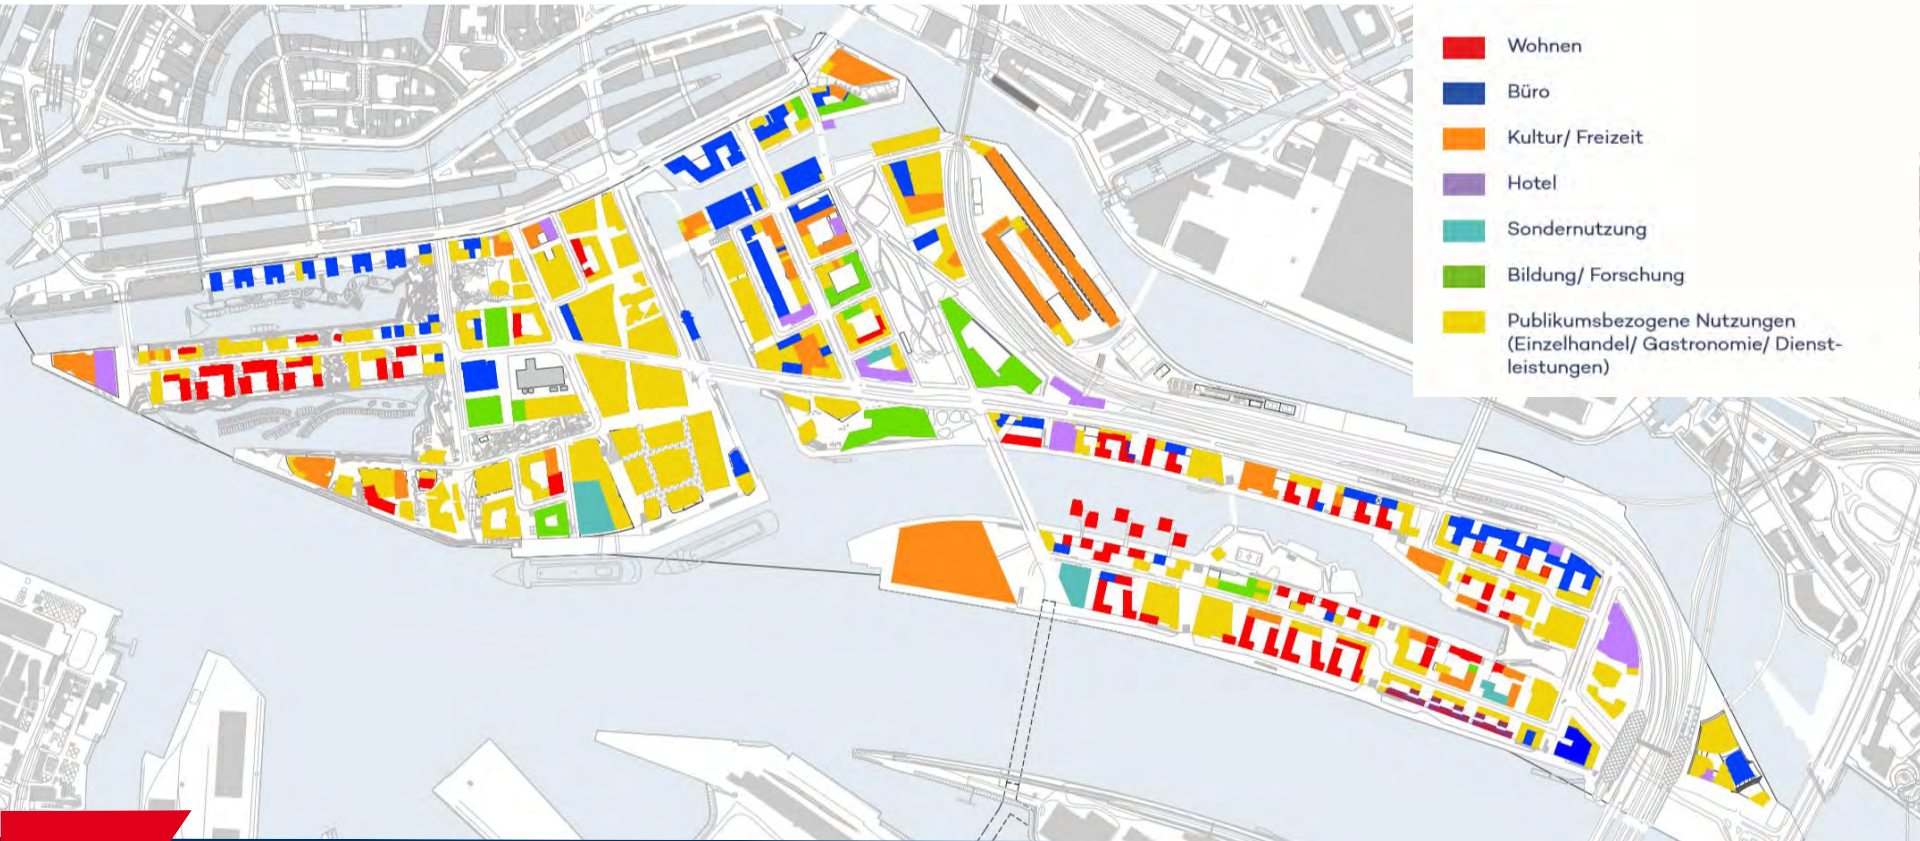 Wohnen
Büro
Kultur/ Freizeit
Hotel
Sondernutzung
Bildung/ Forschung
Publikumsbezogene Nutzungen
(Einzelhandel/ Gastronomie/ Dienst-
leistungen)